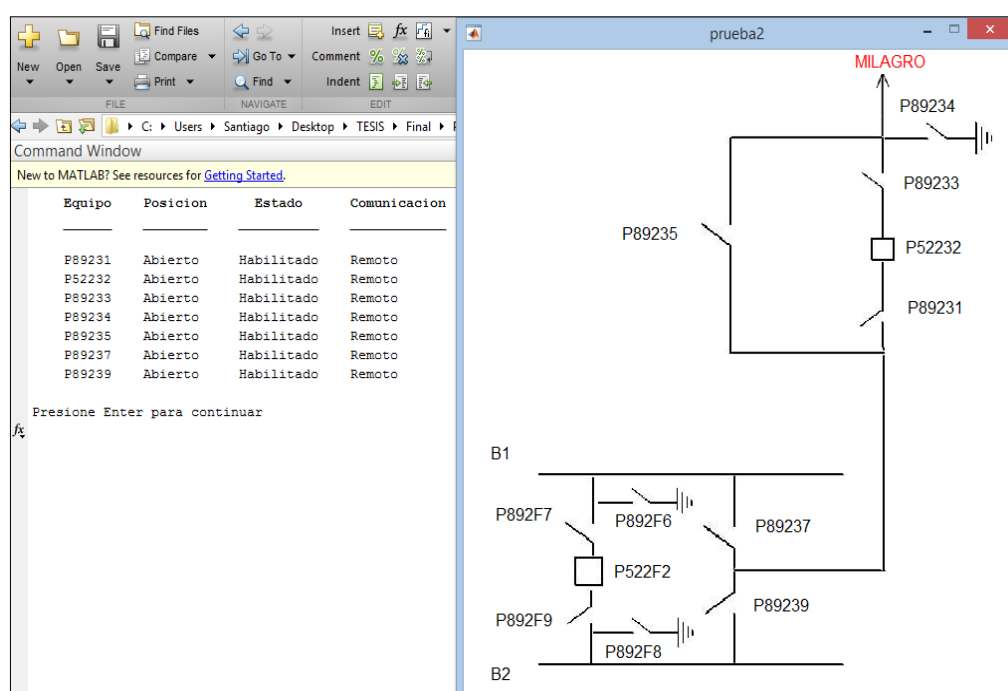 New
Open
Save
Find Files
Compare
Print
FILE
Go To
Find
NAVIGATE
Insert fx
Comment
Indent
EDIT
C: Users Santiago Desktop TESIS Final
Command Window
New to MATLAB? See resources for Getting Started.
Equipo Posicion Estado Comunicacion
P89231 Abierto Habilitado Remoto
P52232 Abierto Habilitado Remoto
P89233 Abierto Habilitado Remoto
P89234 Abierto Habilitado Remoto
P89235 Abierto Habilitado Remoto
P89237 Abierto Habilitado Remoto
P89239 Abierto Habilitado Remoto
Presione Enter para continuar
fx
prueba2
MILAGRO
P89234
P89233
P89235
P52232
P89231
B1
P892F7
P892F6
P89237
P522F2
P89239
P892F9
P892F8
B2